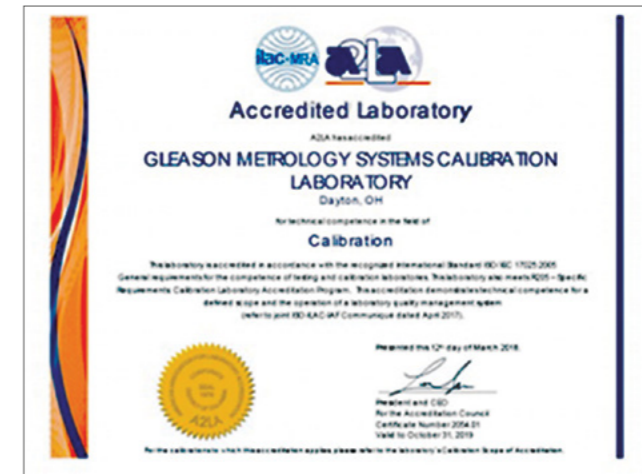 ilac-MRA A2LA
Accredited Laboratory
A2LA has accredited
GLEASON METROLOGY SYSTEMS CALIBRATION
LABORATORY
Dayton, OH
for technical competence in the field of
Calibration
This laboratory is accredited in accordance with the recognized International Standard ISO/IEC 17025:2005
General requirements for the competence of testing and calibration laboratories. This laboratory also meets R205 – Specific
Requirements: Calibration Laboratory Accreditation Program. This accreditation demonstrates technical competence for a
defined scope and the operation of a laboratory quality management system
(refer to joint ISO-ILAC-IAF Communique dated April 2017).
Presented this 12th day of March 2018.
President and CEO
For the Accreditation Council
Certificate Number 2054.01
Valid to October 31, 2019
A2LA
For the calibrations to which this accreditation applies, please refer to the laboratory's Calibration Scope of Accreditation.